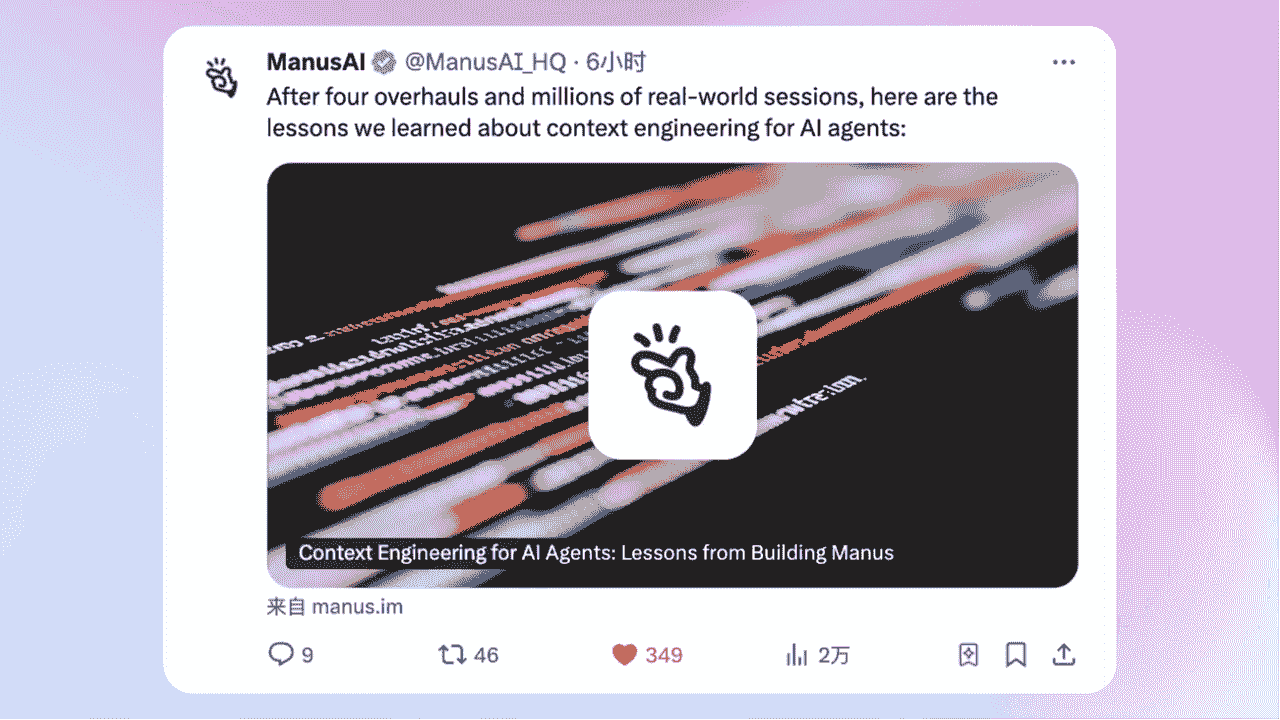 ManusAI @ManusAI_HQ · 6小时
After four overhauls and millions of real-world sessions, here are the
lessons we learned about context engineering for AI agents:
Context Engineering for AI Agents: Lessons from Building Manus
来自 manus.im
9 46 349 2万